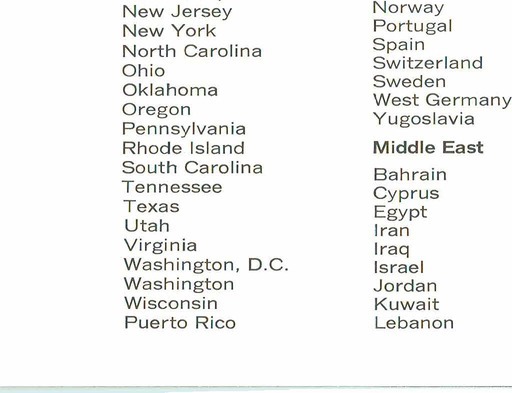 New Jersey
New York
North Carolina
Ohio
Oklahoma
Oregon
Pennsylvania
Rhode Island
South Carolina
Tennessee
Texas
Utah
Virginia
Washington, D.C.
Washington
Wisconsin
Puerto Rico
Norway
Portugal
Spain
Switzerland
Sweden
West Germany
Yugoslavia
Middle East
Bahrain
Cyprus
Egypt
Iran
Iraq
Israel
Jordan
Kuwait
Lebanon